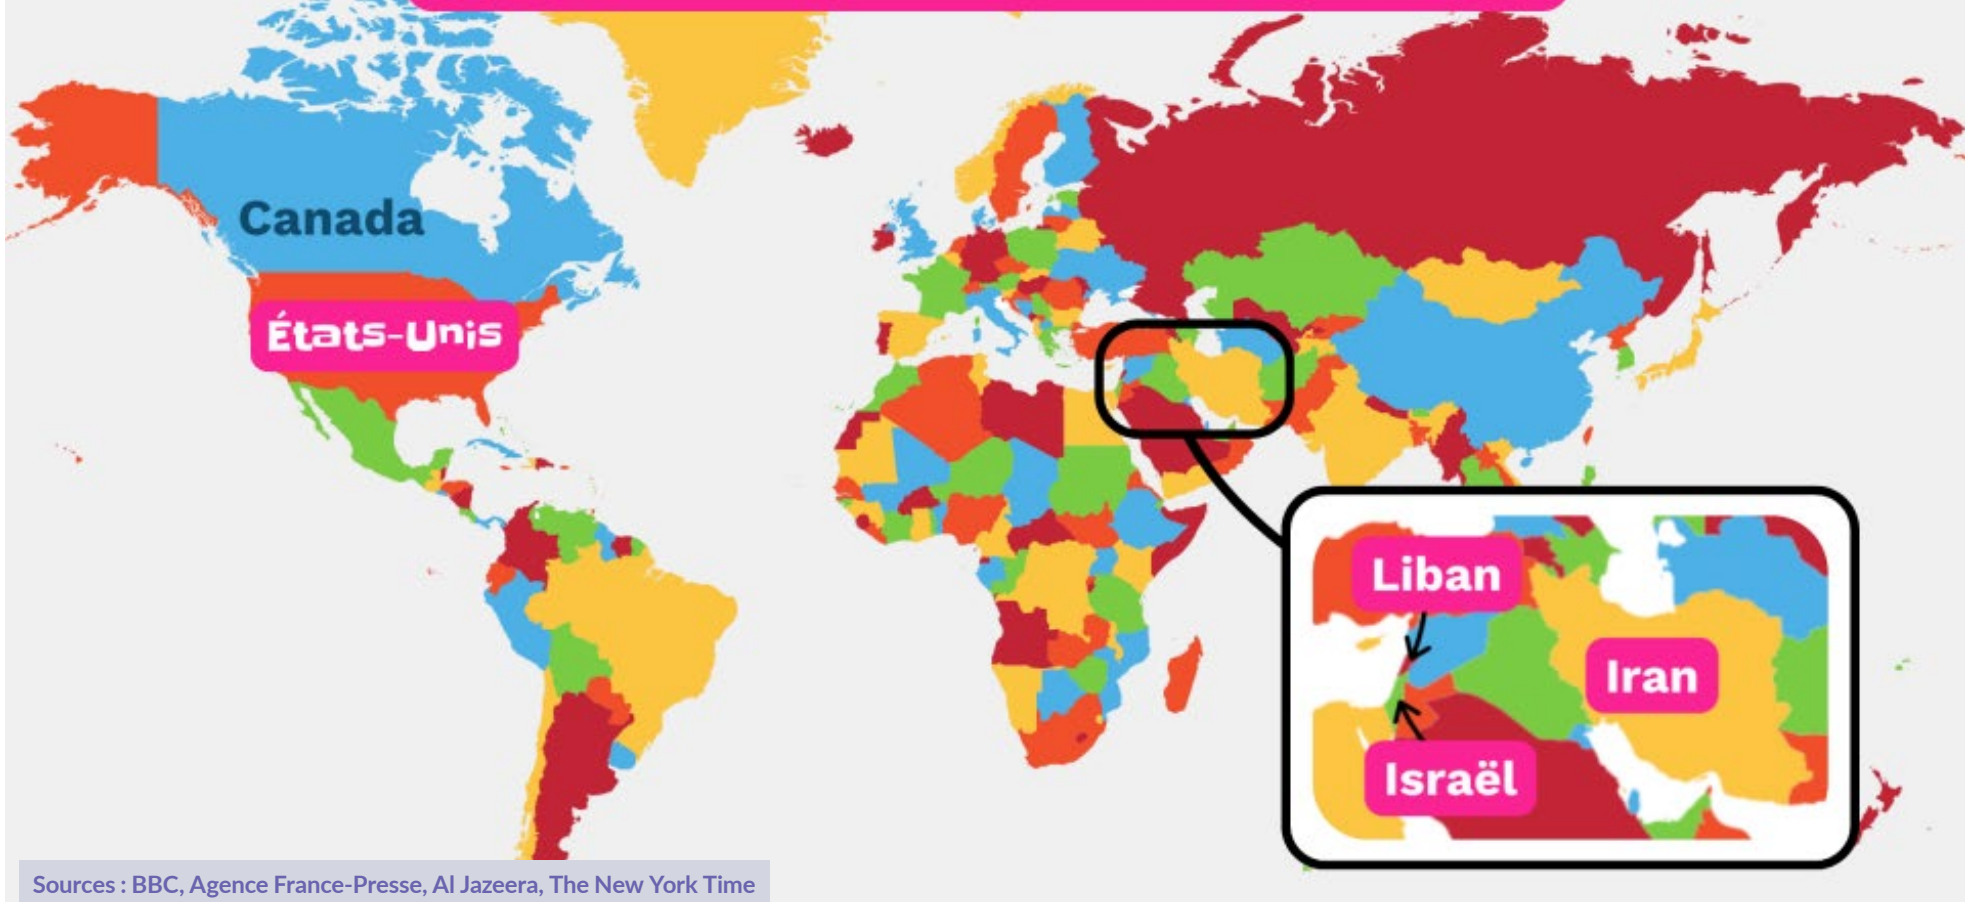 Canada
États-Unis
Liban
Iran
Israël
Sources : BBC, Agence France-Presse, Al Jazeera, The New York Time